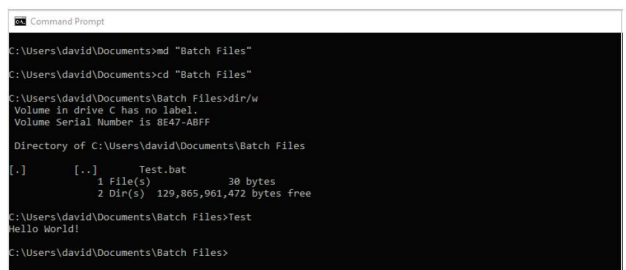 Command Prompt
C:\Users\david\Documents>md "Batch Files"
C:\Users\david\Documents>cd "Batch Files"
C:\Users\david\Documents\Batch Files>dir/w
Volume in drive C has no label.
Volume Serial Number is 8E47-ABFF
Directory of C:\Users\david\Documents\Batch Files
[.] [..] Test.bat
1 File(s) 30 bytes
2 Dir(s) 129,865,961,472 bytes free
C:\Users\david\Documents\Batch Files>Test
Hello World!
C:\Users\david\Documents\Batch Files>